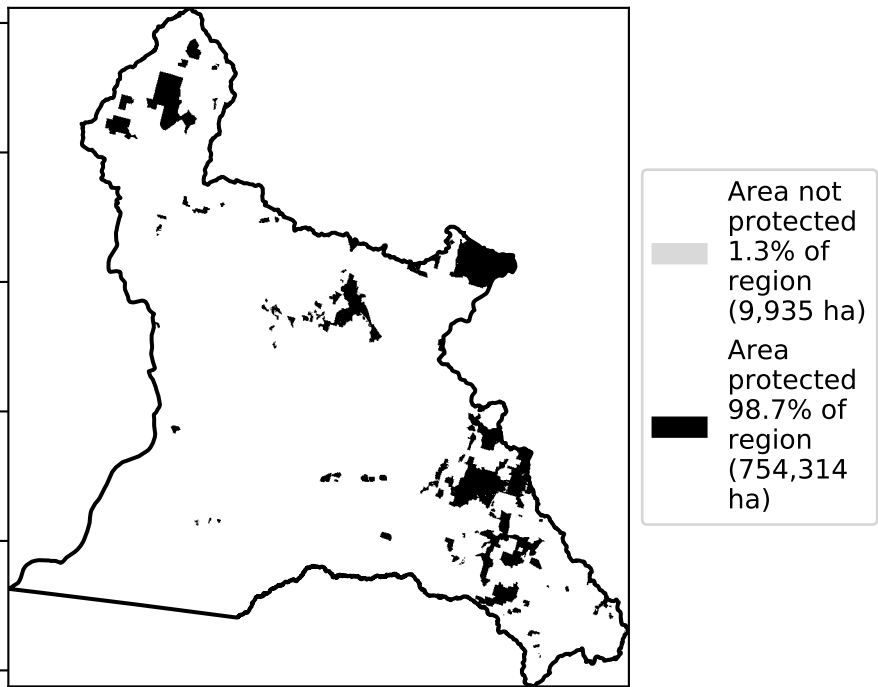 Area not
protected
1.3% of
region
(9,935 ha)
Area
protected
98.7% of
region
(754,314
ha)